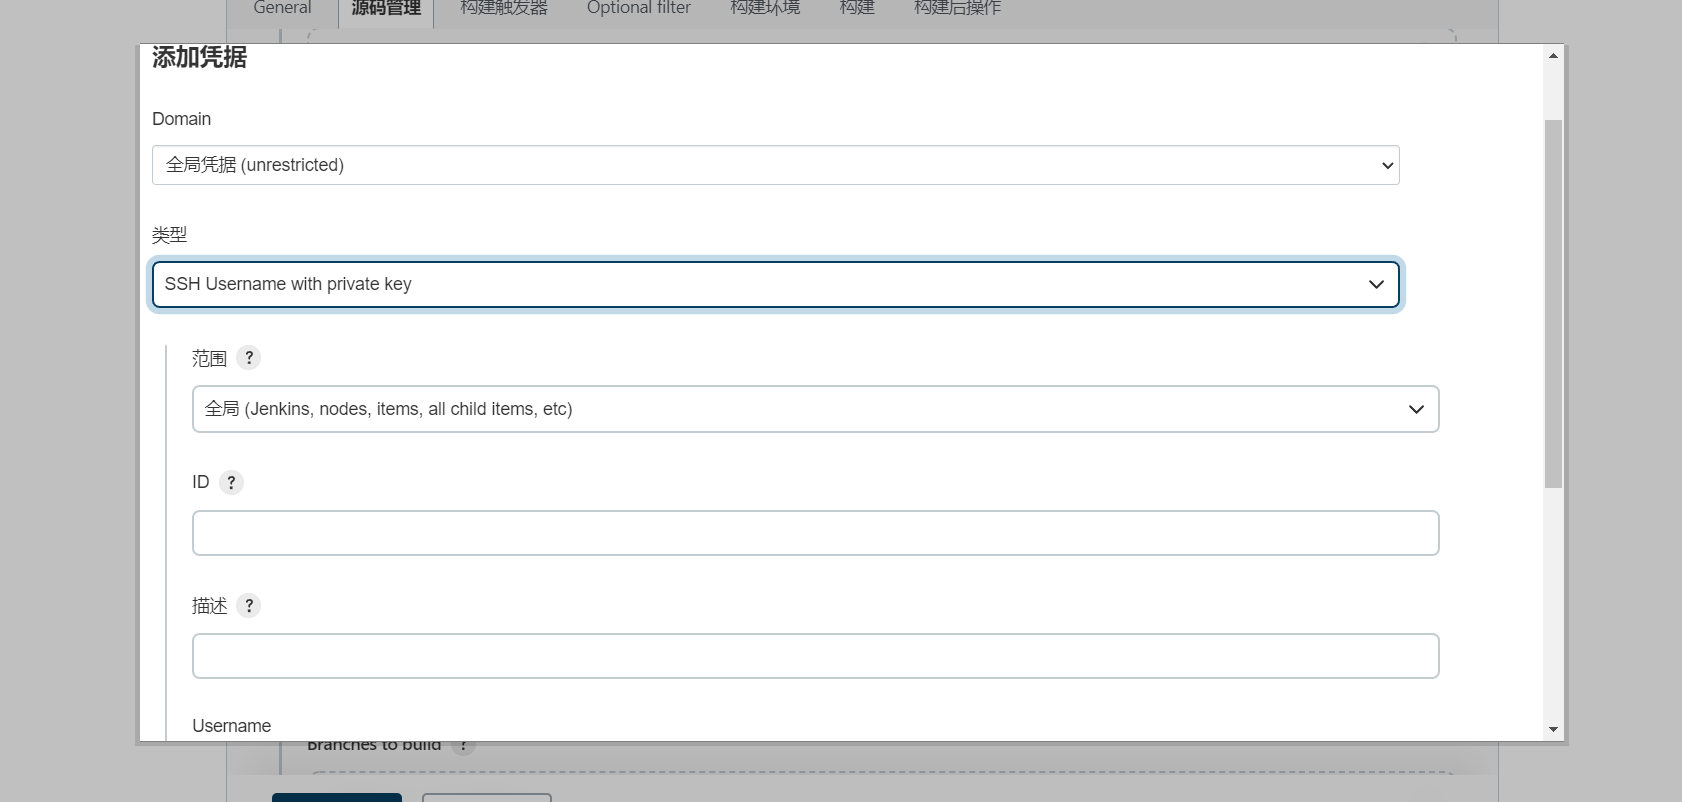 General 源码管理 构建触发器 Optional filter 构建环境 构建 构建后操作
添加凭据
Domain
全局凭据 (unrestricted)
类型
SSH Username with private key
范围 ?
全局 (Jenkins, nodes, items, all child items, etc)
ID ?
描述 ?
Username
Branches to build ?